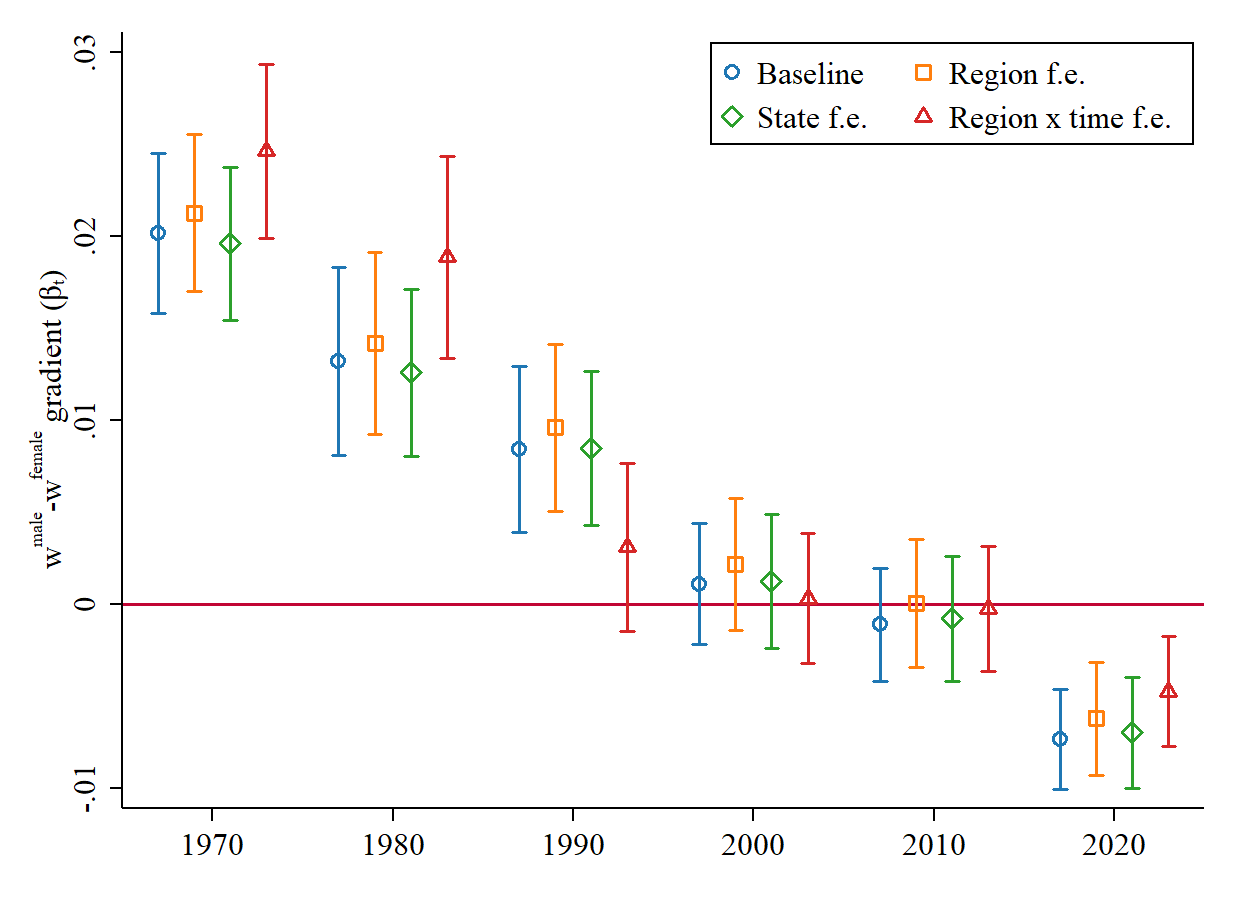 Baseline
Region f.e.
State f.e.
Region x time f.e.
w^male-w^female gradient (βₜ)
.03
.02
.01
0
-.01
1970 1980 1990 2000 2010 2020